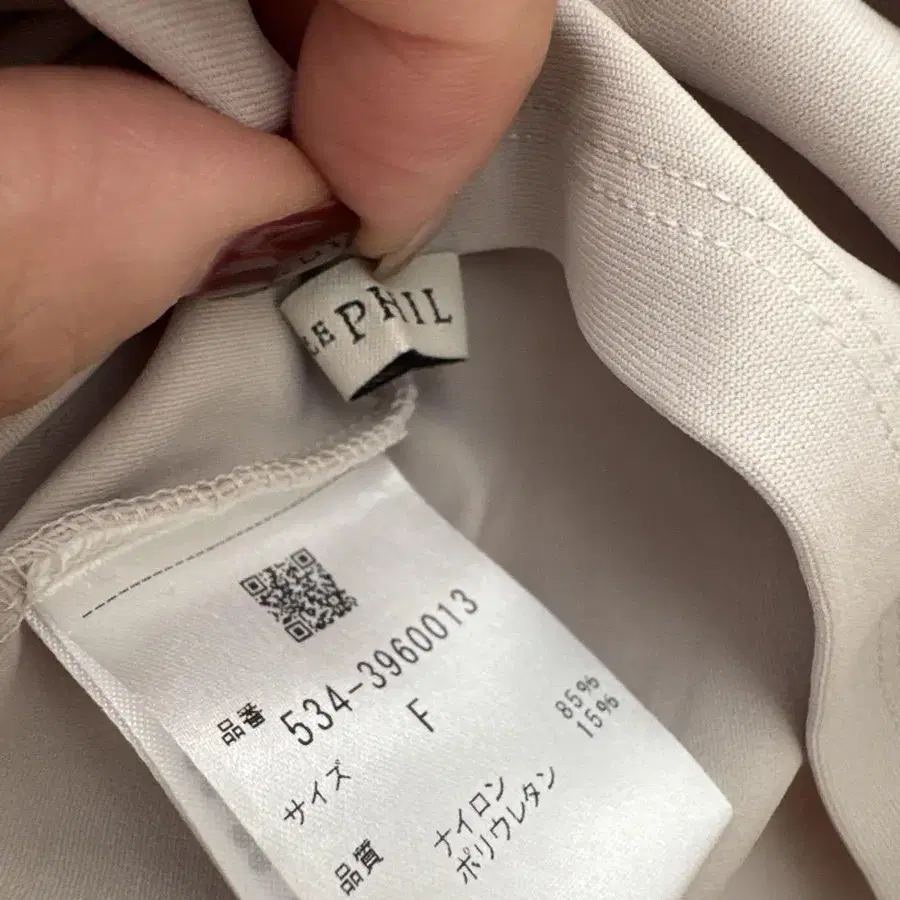 LE PHIL
品番 534-3960013
サイズ F
品質 ナイロン 85%
ポリウレタン 15%